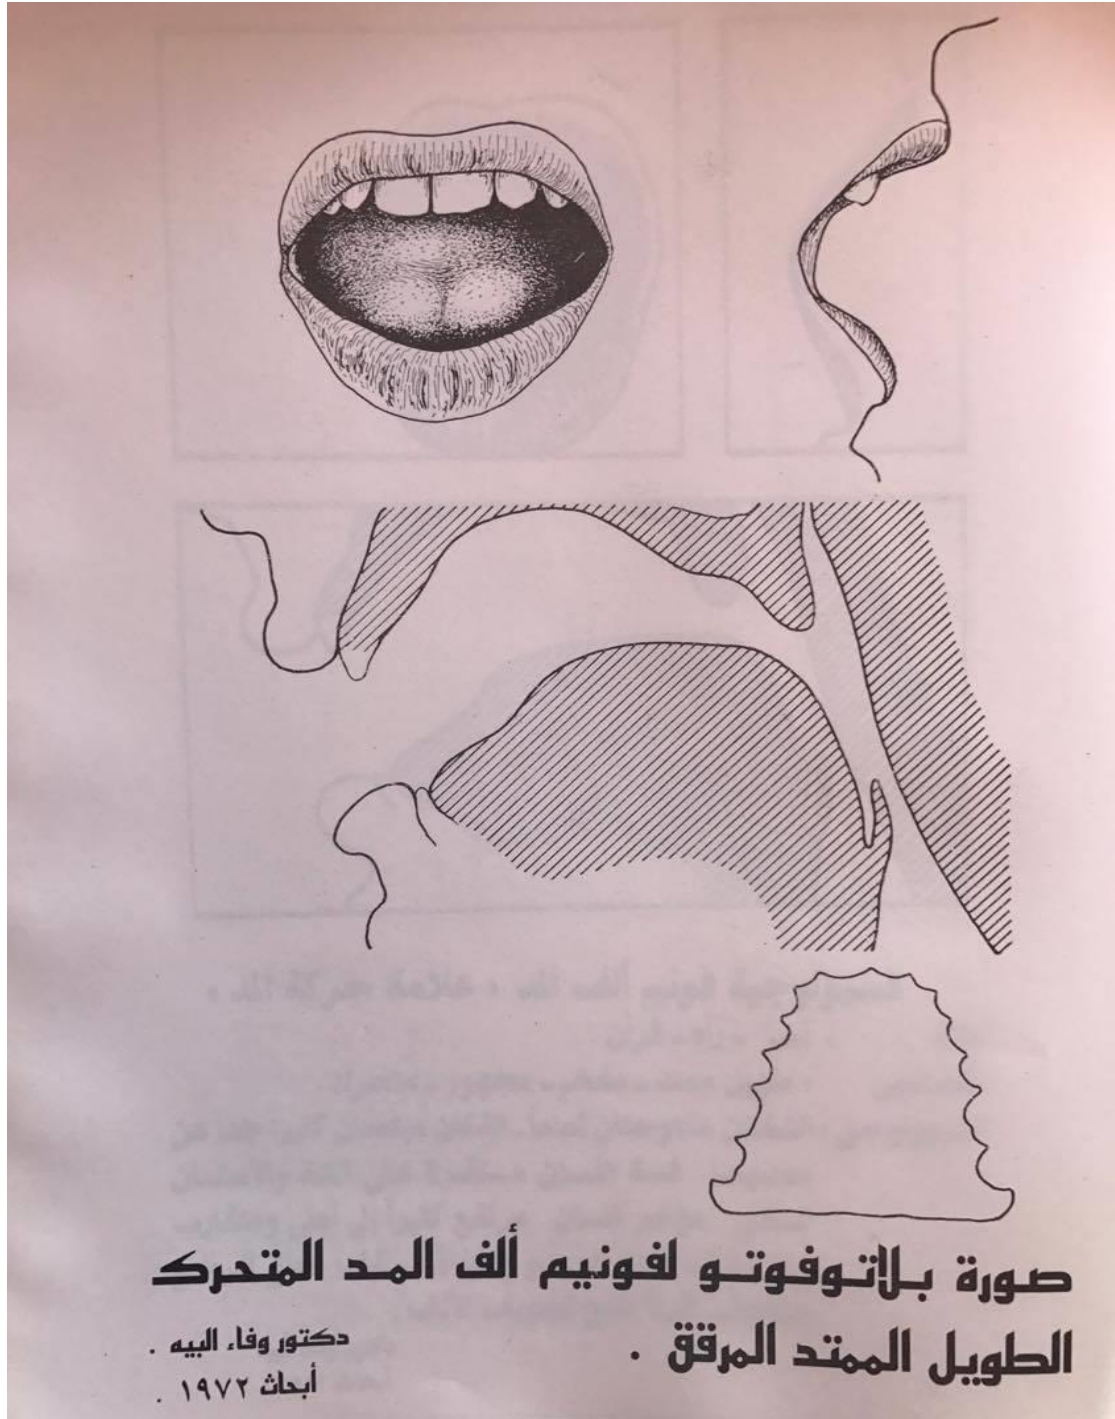 صورة بلاتوفوتو لفونيم ألف المد المتحرك
الطويل الممتد المرقق .
دكتور وفاء البيه .
أبحاث ١٩٧٢ .